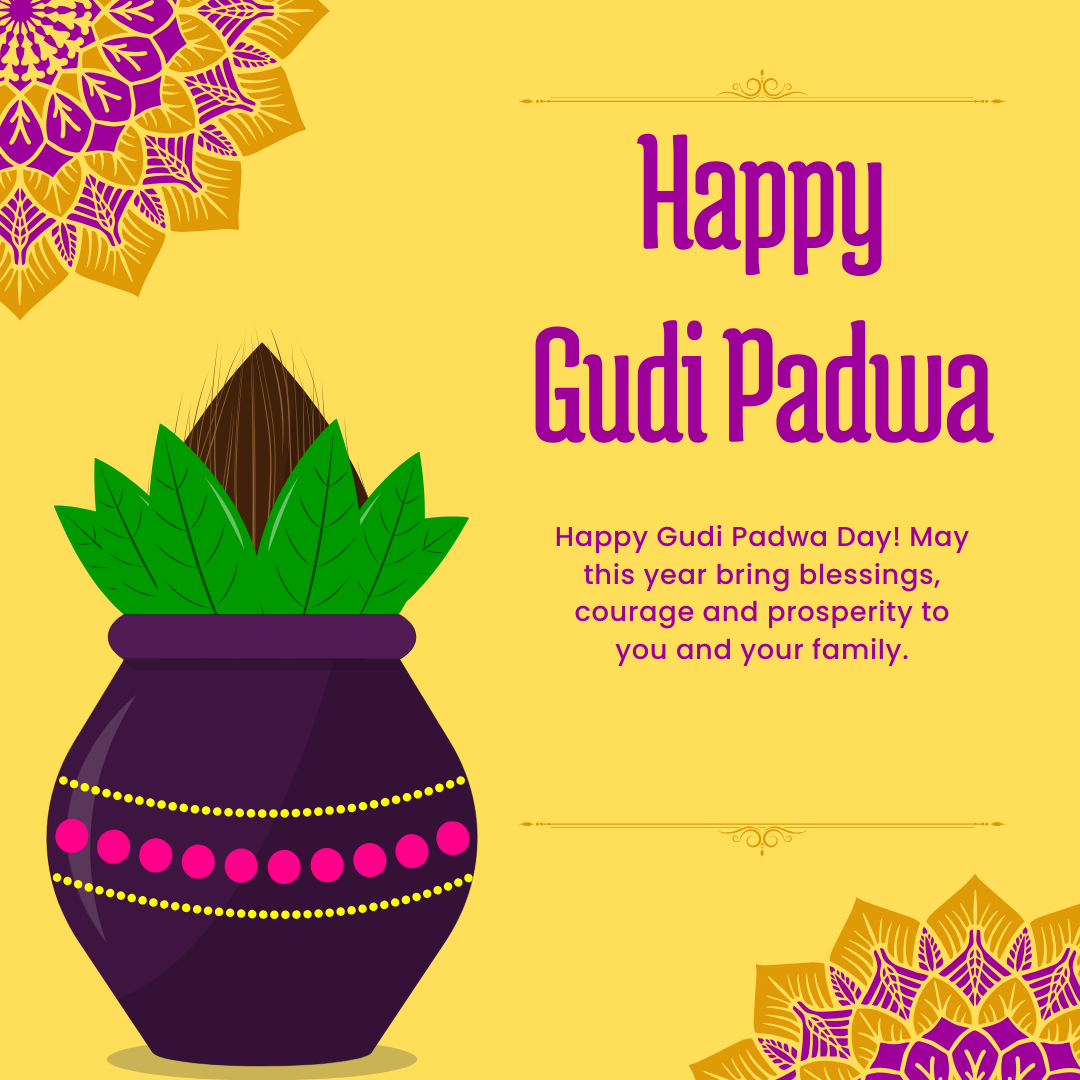 Happy
Gudi Padwa
Happy Gudi Padwa Day! May
this year bring blessings,
courage and prosperity to
you and your family.